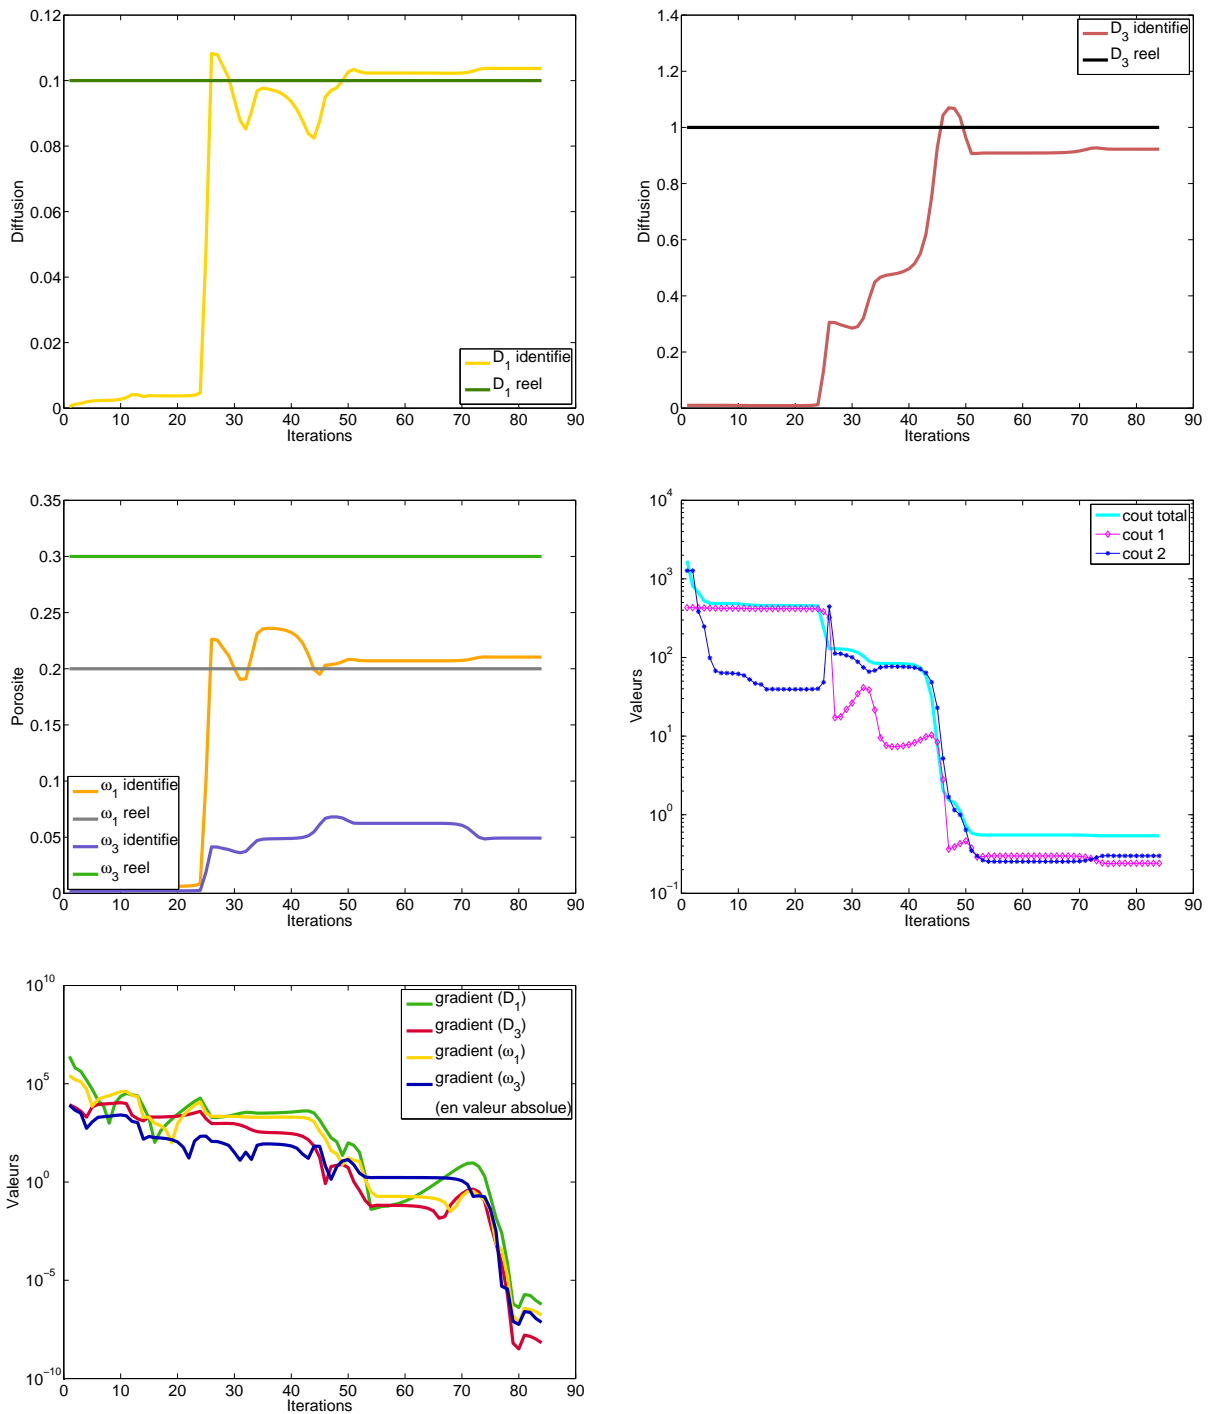 0.12
0.1
0.08
0.06
0.04
0.02
0
0 10 20 30 40 50 60 70 80 90
Diffusion
Iterations
D1 identifie
D1 reel
1.4
1.2
1
0.8
0.6
0.4
0.2
0
0 10 20 30 40 50 60 70 80 90
Diffusion
Iterations
D3 identifie
D3 reel
0.35
0.3
0.25
0.2
0.15
0.1
0.05
0
0 10 20 30 40 50 60 70 80 90
Porosite
Iterations
ω1 identifie
ω1 reel
ω3 identifie
ω3 reel
10^4
10^3
10^2
10^1
10^0
10^−1
0 10 20 30 40 50 60 70 80 90
Valeurs
Iterations
cout total
cout 1
cout 2
10^10
10^5
10^0
10^−5
10^−10
0 10 20 30 40 50 60 70 80 90
Valeurs
Iterations
gradient (D1)
gradient (D3)
gradient (ω1)
gradient (ω3)
(en valeur absolue)